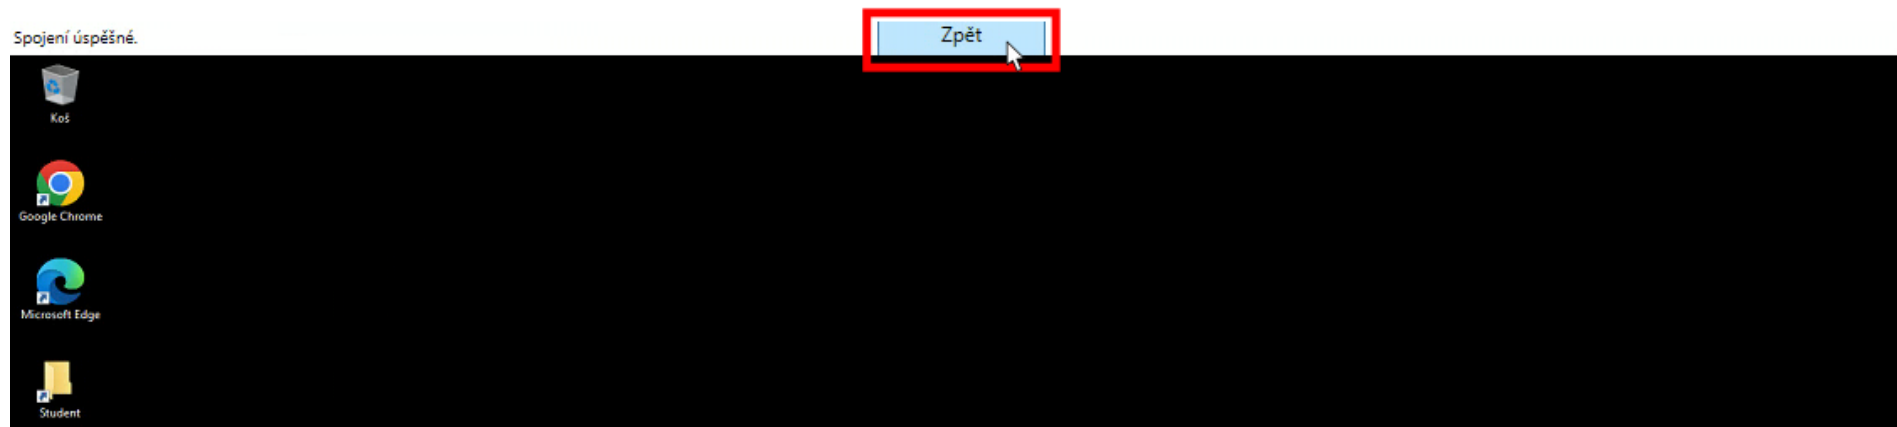 Zpět
Spojení úspěšné.
Koš
Google Chrome
Microsoft Edge
Student